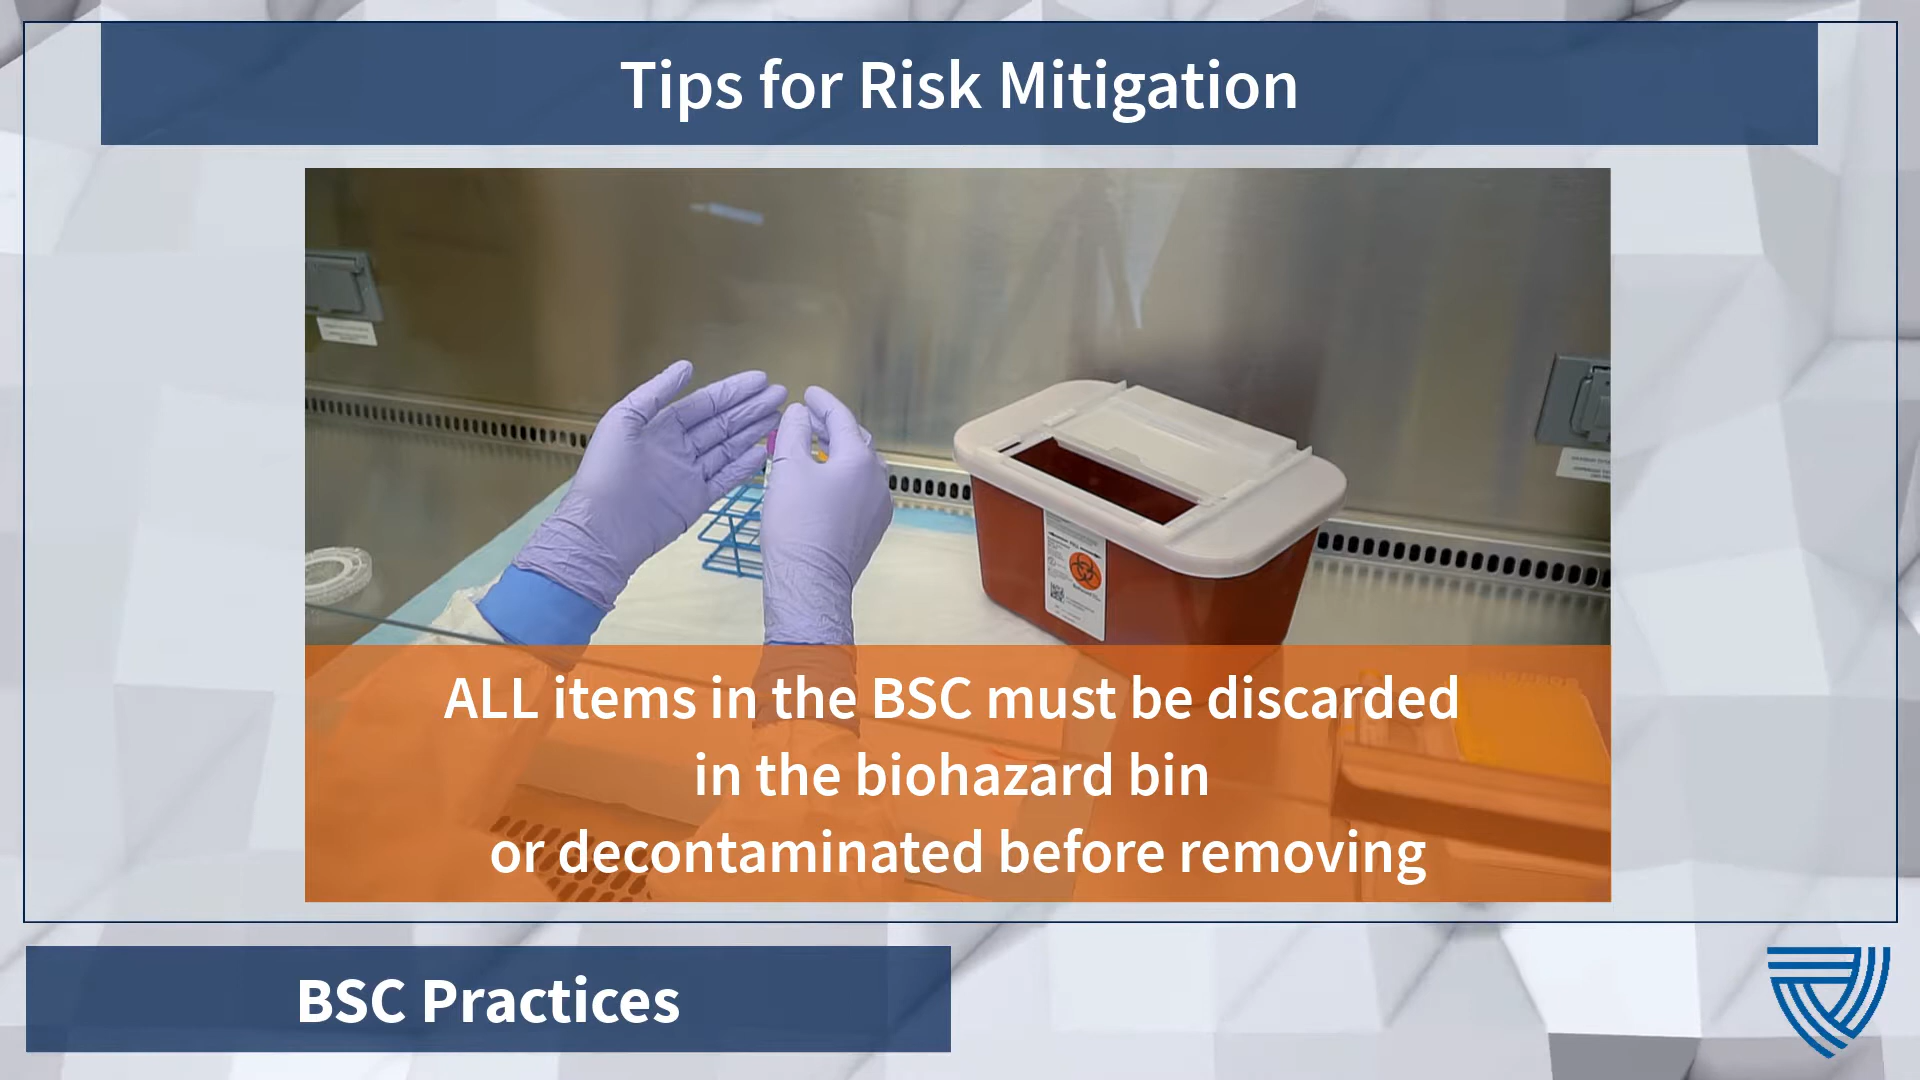 Tips for Risk Mitigation
ALL items in the BSC must be discarded
in the biohazard bin
or decontaminated before removing
BSC Practices